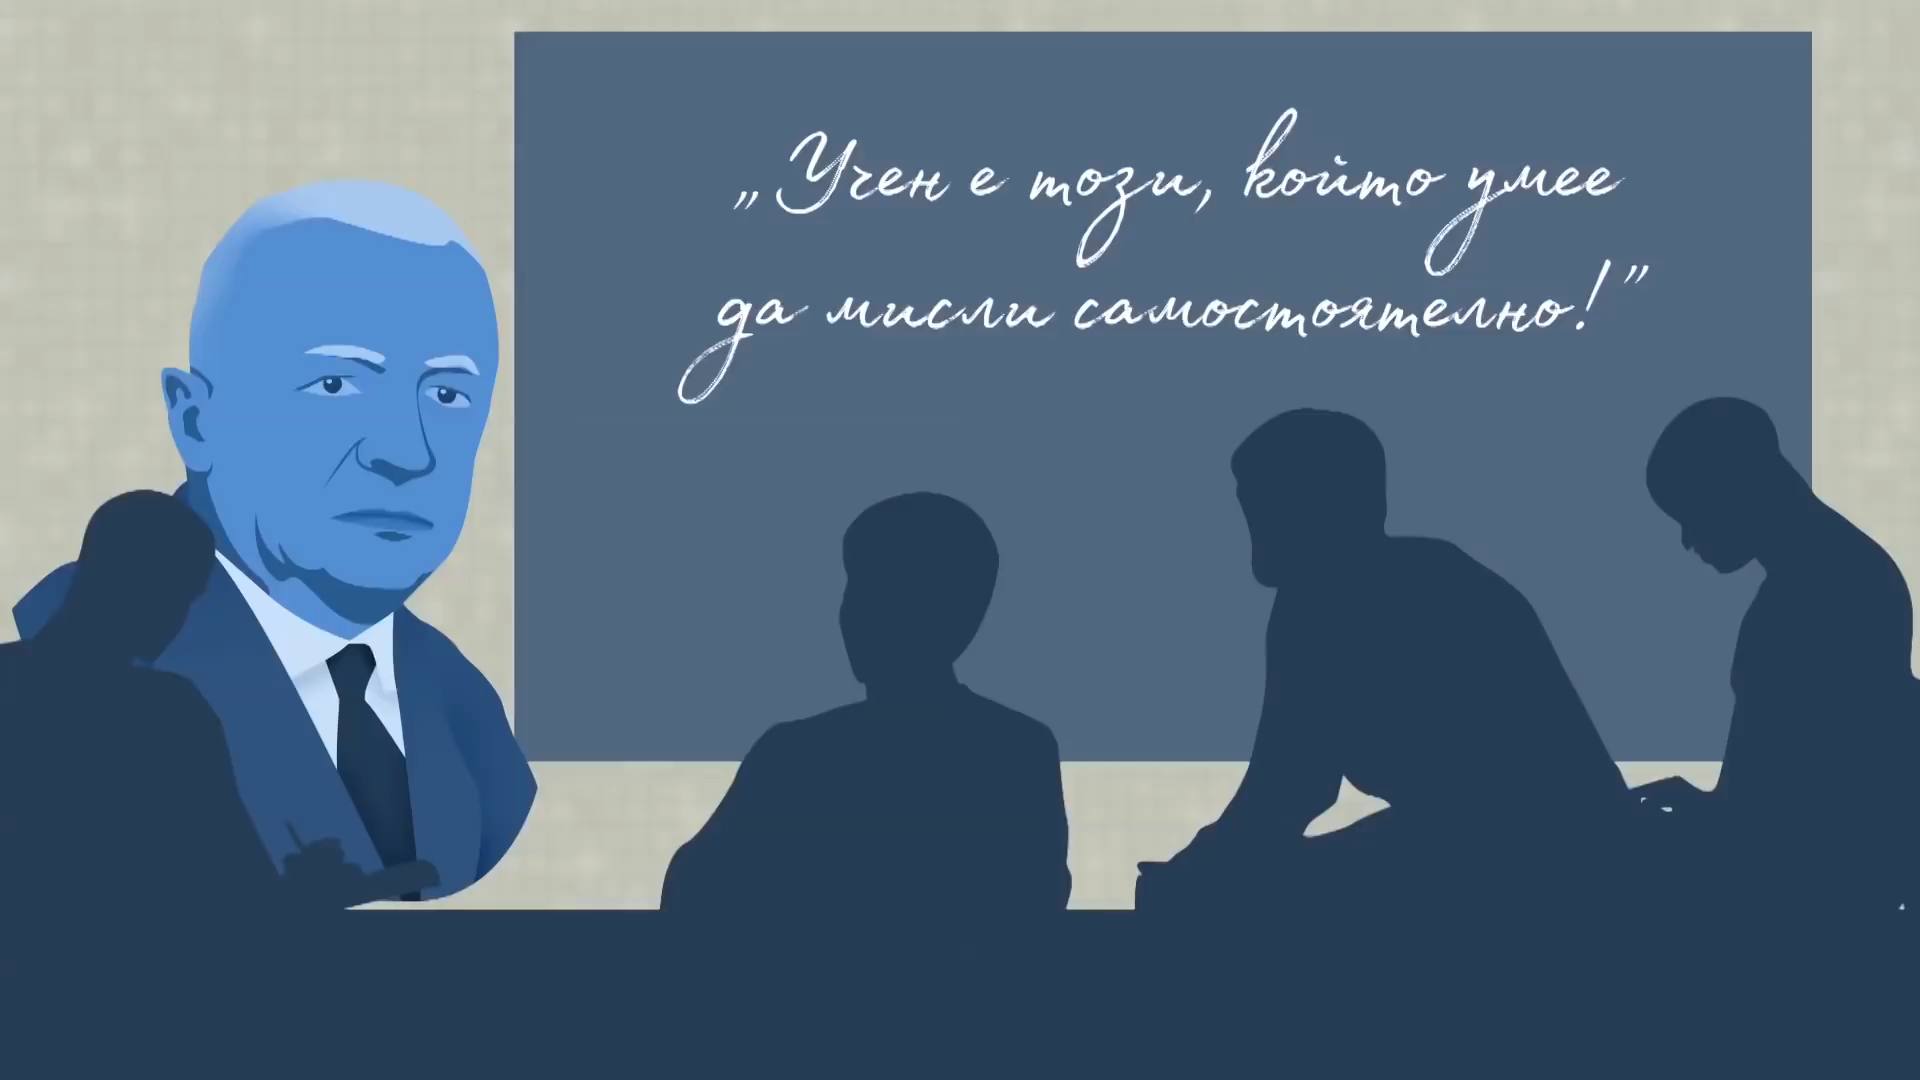 „Учен е този, който умее
да мисли самостоятелно!”